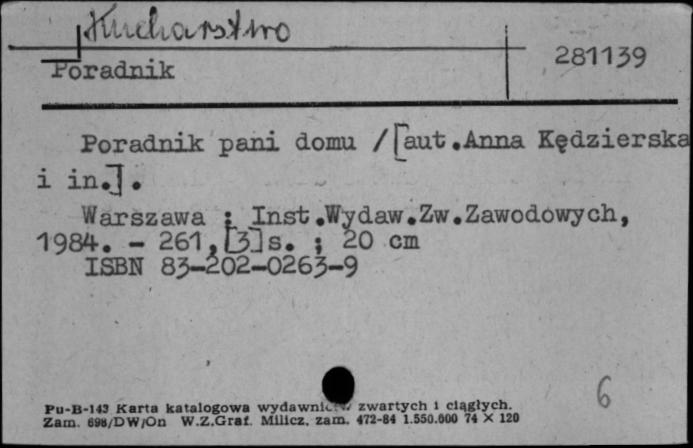 Kucharstwo
281139
Poradnik
Poradnik pani domu /[aut.Anna Kędzierska
i in.].
Warszawa : Inst.Wydaw.Zw.Zawodowych,
1984. - 261,[3]s. ; 20 cm
ISBN 83-202-0263-9
6
Pu-B-143 Karta katalogowa zwartych i ciągłych.
Zam. 698/DW/On W.Z.Graf. Milicz, zam. 472-84 1.550.000 74 X 120